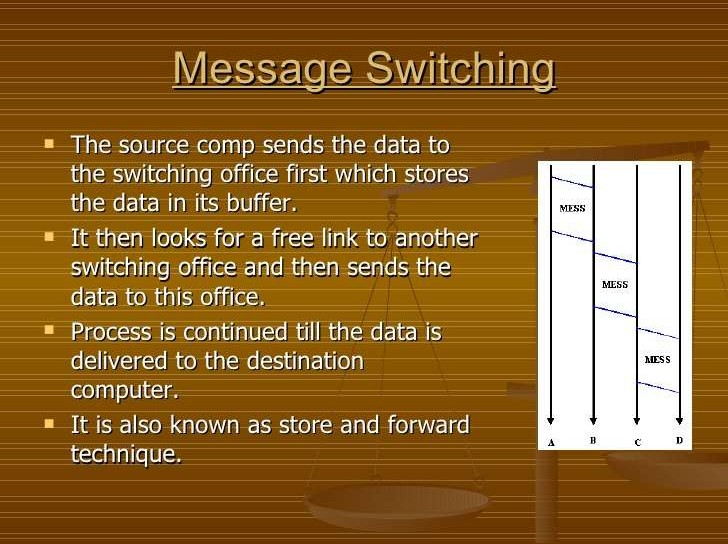 Message Switching
The source comp sends the data to
the switching office first which stores
the data in its buffer.
It then looks for a free link to another
switching office and then sends the
data to this office.
Process is continued till the data is
delivered to the destination
computer.
It is also known as store and forward
technique.
MESS
MESS
MESS
A B C D